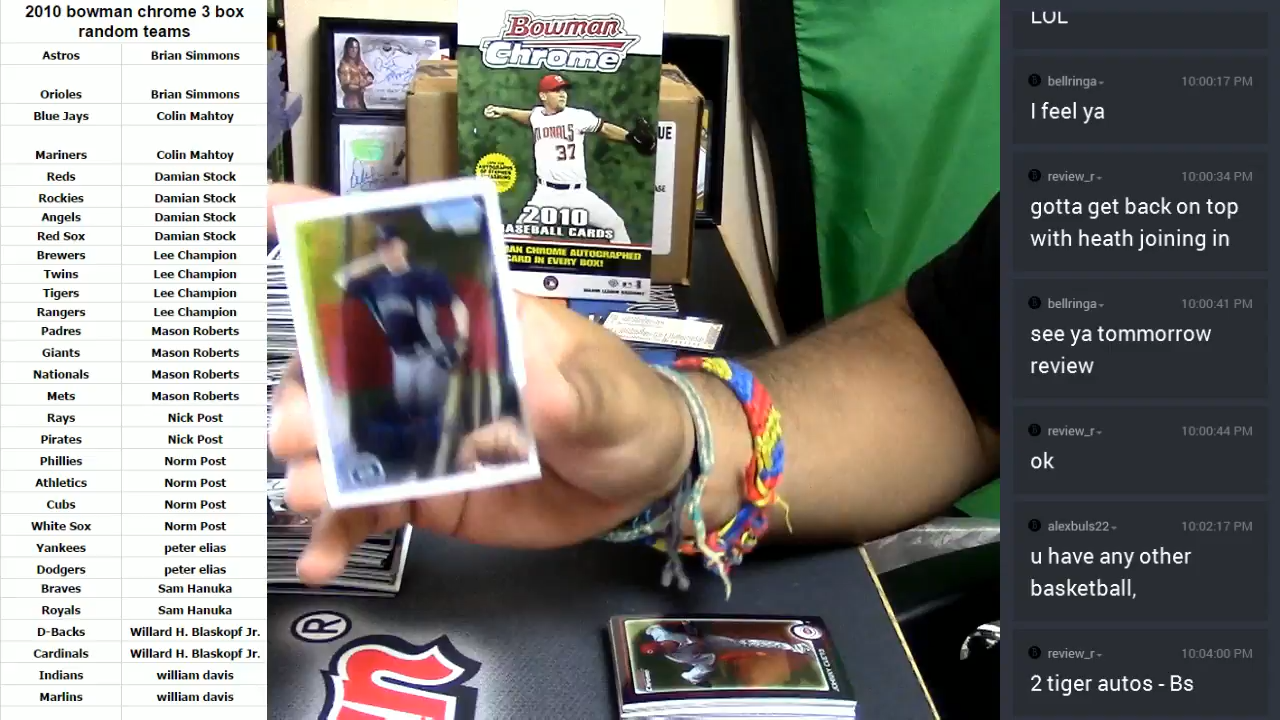 2010 bowman chrome 3 box
random teams
Astros Brian Simmons
Orioles Brian Simmons
Blue Jays Colin Mahtoy
Mariners Colin Mahtoy
Reds Damian Stock
Rockies Damian Stock
Angels Damian Stock
Red Sox Damian Stock
Brewers Lee Champion
Twins Lee Champion
Tigers Lee Champion
Rangers Lee Champion
Padres Mason Roberts
Giants Mason Roberts
Nationals Mason Roberts
Mets Mason Roberts
Rays Nick Post
Pirates Nick Post
Phillies Norm Post
Athletics Norm Post
Cubs Norm Post
White Sox Norm Post
Yankees peter elias
Dodgers peter elias
Braves Sam Hanuka
Royals Sam Hanuka
D-Backs Willard H. Blaskopf Jr.
Cardinals Willard H. Blaskopf Jr.
Indians william davis
Marlins william davis
Bowman
Chrome
37
2010
BASEBALL CARDS
CHROME AUTOGRAPHED
CARD IN EVERY BOX!
®
JOHNNY CUETO
LOL
bellringa 10:00:17 PM
I feel ya
review_r 10:00:34 PM
gotta get back on top
with heath joining in
bellringa 10:00:41 PM
see ya tommorrow
review
review_r 10:00:44 PM
ok
alexbuls22 10:02:17 PM
u have any other
basketball,
review_r 10:04:00 PM
2 tiger autos - Bs